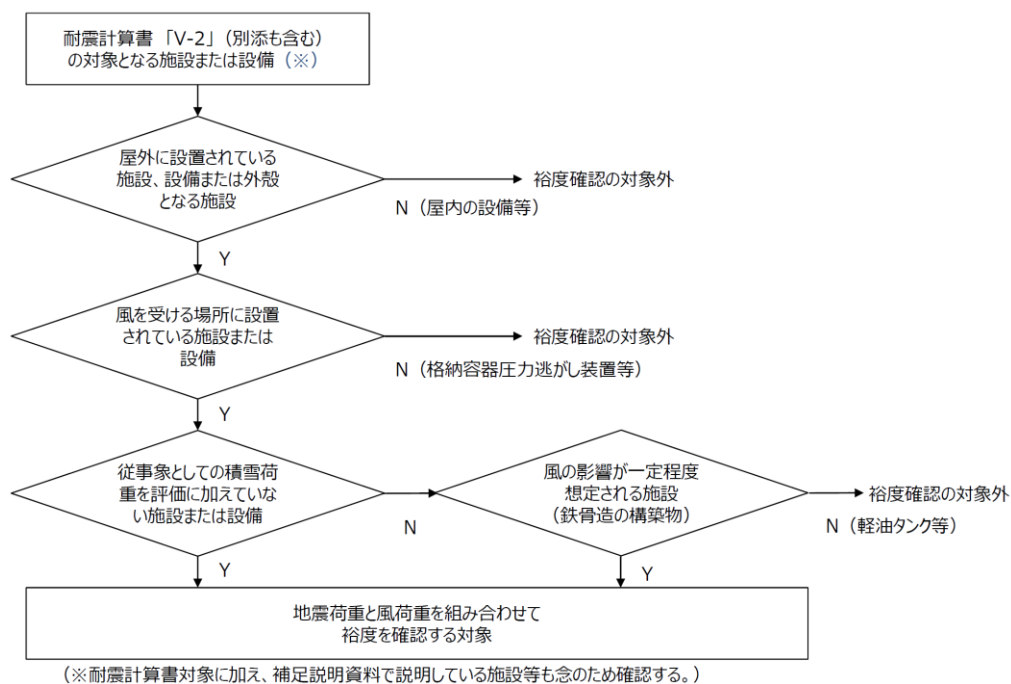 耐震計算書 「V-2」(別添も含む)
の対象となる施設または設備(※)
屋外に設置されている
施設、設備または外殻
となる施設
裕度確認の対象外
N(屋内の設備等)
Y
風を受ける場所に設置
されている施設または
設備
裕度確認の対象外
N(格納容器圧力逃がし装置等)
Y
従事象としての積雪荷
重を評価に加えていな
い施設または設備
N
風の影響が一定程度
想定される施設
(鉄骨造の構築物)
裕度確認の対象外
N(軽油タンク等)
Y
Y
地震荷重と風荷重を組み合わせて
裕度を確認する対象
(※耐震計算書対象に加え、補足説明資料で説明している施設等も念のため確認する。)